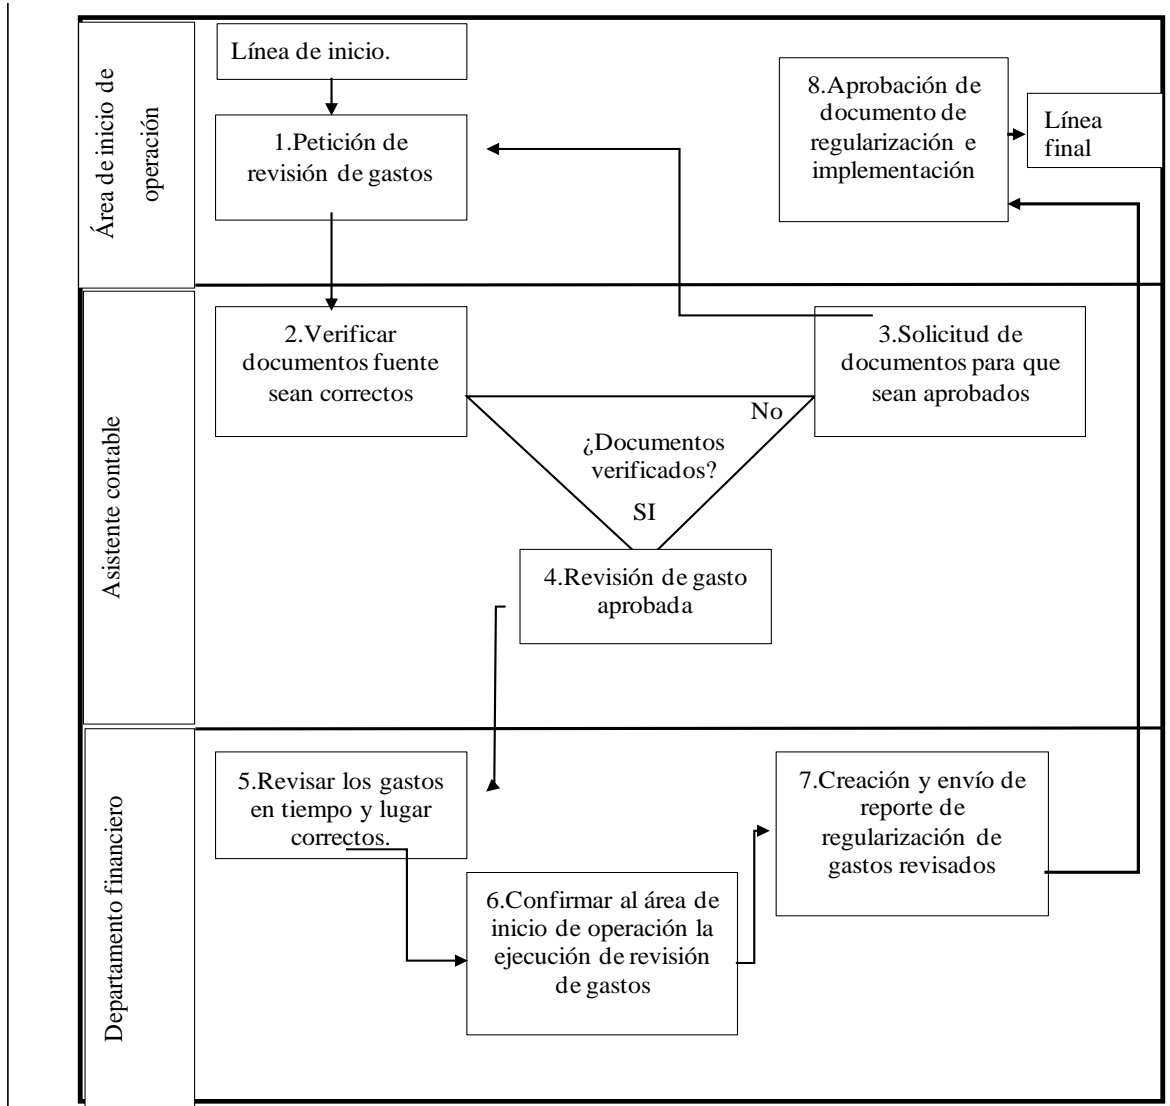 Área de inicio de
operación
Línea de inicio.
1.Petición de
revisión de gastos
8.Aprobación de
documento de
regularización e
implementación
Línea
final
Asistente contable
2.Verificar
documentos fuente
sean correctos
3.Solicitud de
documentos para que
sean aprobados
No
¿Documentos
verificados?
SI
4.Revisión de gasto
aprobada
Departamento financiero
5.Revisar los gastos
en tiempo y lugar
correctos.
6.Confirmar al área de
inicio de operación la
ejecución de revisión
de gastos
7.Creación y envío de
reporte de
regularización de
gastos revisados